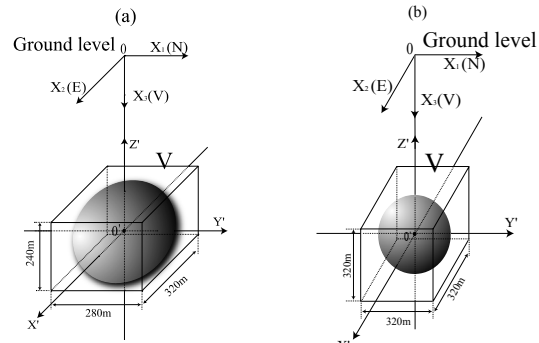 (a)
Ground level
0
X₁(N)
X₂(E)
X₃(V)
Z'
V
0'
Y'
240m
280m
320m
X'
(b)
0
Ground level
X₁(N)
X₂(E)
X₃(V)
Z'
V
0'
Y'
320m
320m
320m
X'